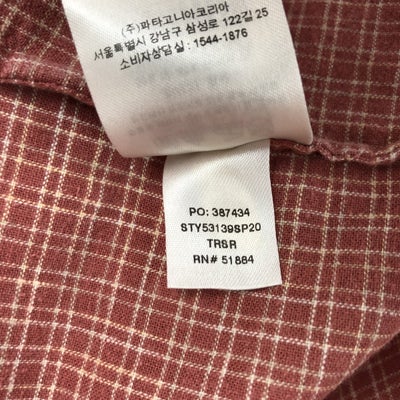 (주)파타고니아코리아
서울특별시 강남구 삼성로 122길 25
소비자상담실 : 1544-1876
PO: 387434
STY53139SP20
TRSR
RN# 51884